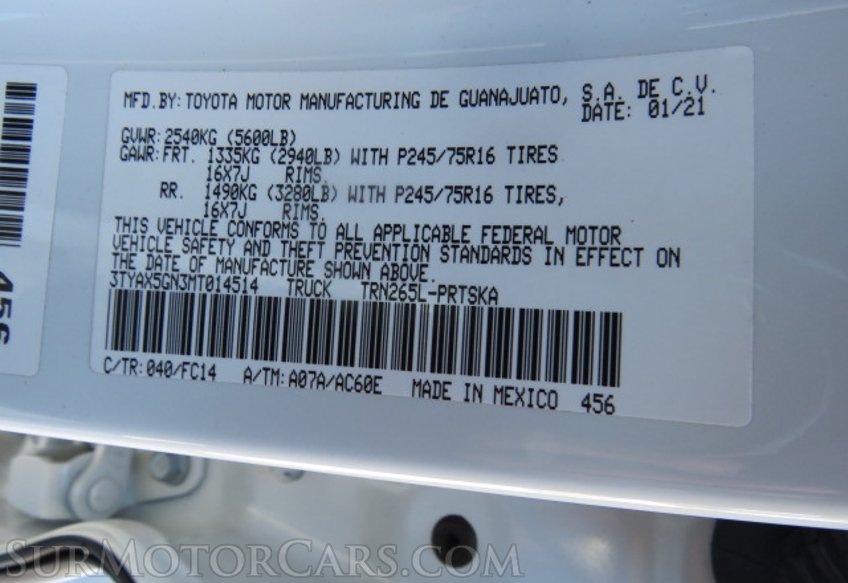 MFD.BY: TOYOTA MOTOR MANUFACTURING DE GUANAJUATO, S.A. DE C.V.
DATE: 01/21
GVWR: 2540KG (5600LB)
GAWR: FRT. 1335KG (2940LB) WITH P245/75R16 TIRES
16X7J RIMS,
RR. 1490KG (3280LB) WITH P245/75R16 TIRES,
16X7J RIMS.
THIS VEHICLE CONFORMS TO ALL APPLICABLE FEDERAL MOTOR
VEHICLE SAFETY AND THEFT PREVENTION STANDARDS IN EFFECT ON
THE DATE OF MANUFACTURE SHOWN ABOVE.
3TYAX5GN3MT014514 TRUCK TRN265L-PRTSKA
C/TR: 040/FC14 A/TM: A07A/AC60E MADE IN MEXICO 456
456
SURMOTORCARS.COM